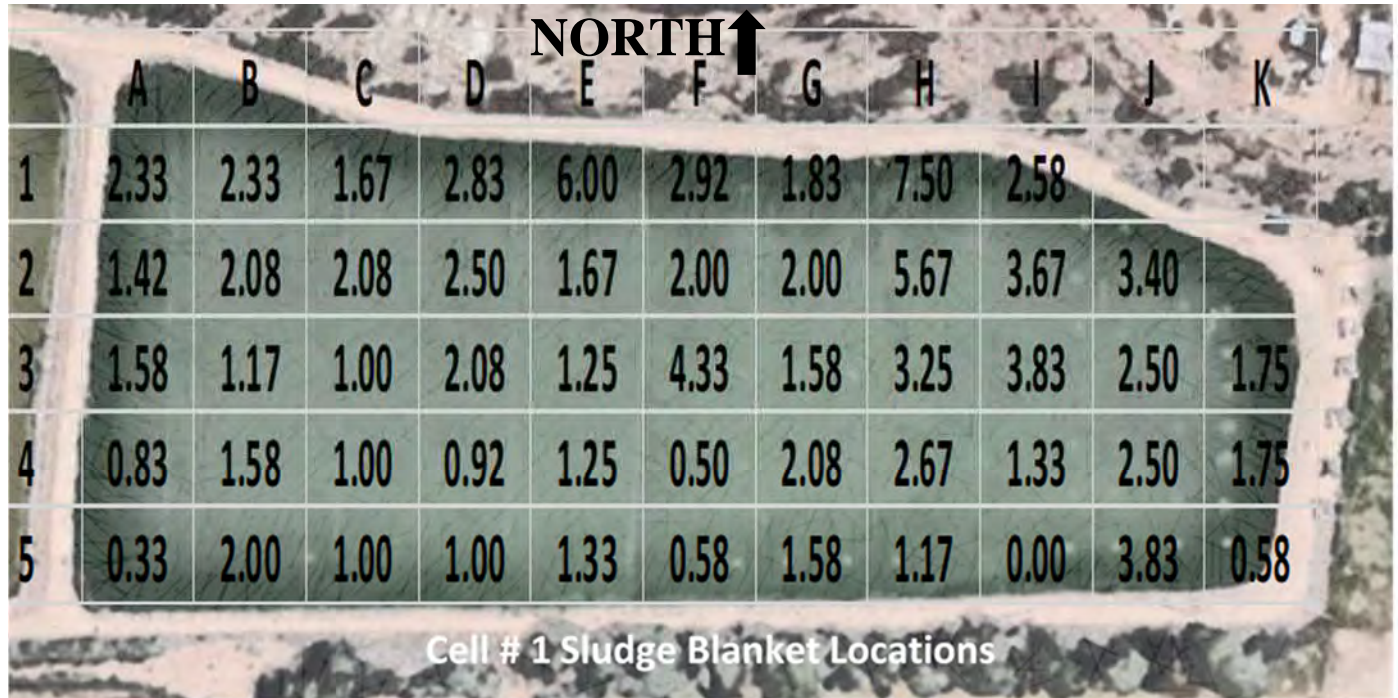 NORTH
A B C D E F G H I J K
1 2.33 2.33 1.67 2.83 6.00 2.92 1.83 7.50 2.58
2 1.42 2.08 2.08 2.50 1.67 2.00 2.00 5.67 3.67 3.40
3 1.58 1.17 1.00 2.08 1.25 4.33 1.58 3.25 3.83 2.50 1.75
4 0.83 1.58 1.00 0.92 1.25 0.50 2.08 2.67 1.33 2.50 1.75
5 0.33 2.00 1.00 1.00 1.33 0.58 1.58 1.17 0.00 3.83 0.58
Cell # 1 Sludge Blanket Locations